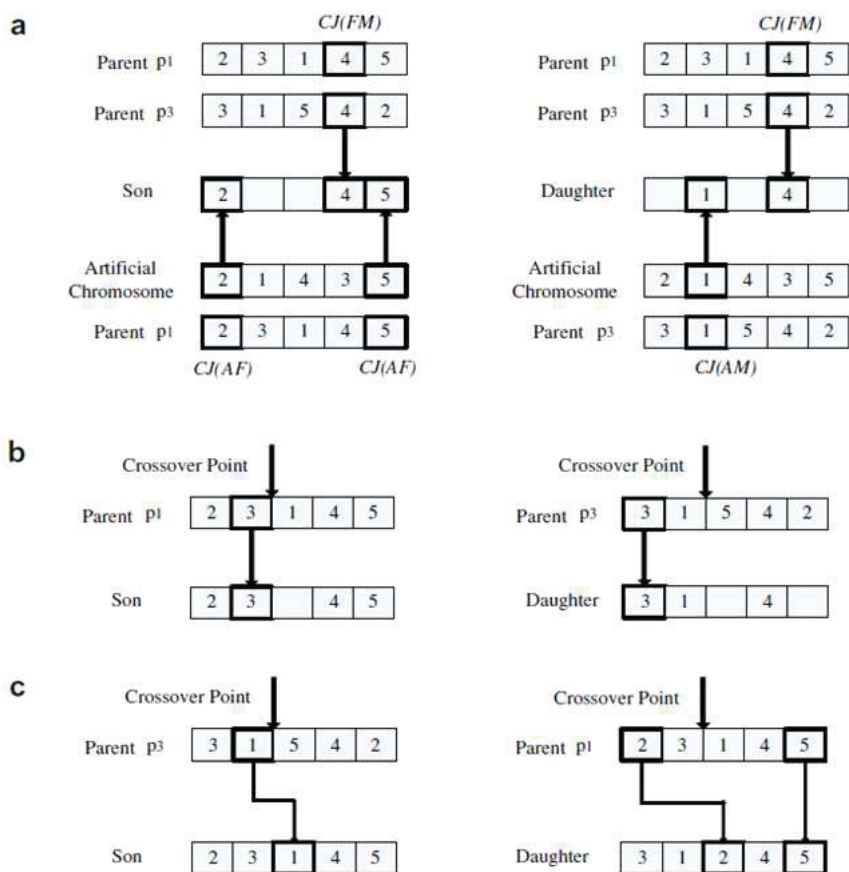 a
CJ(FM)
Parent p1 2 3 1 4 5
Parent p3 3 1 5 4 2
Son 2 4 5
Artificial
Chromosome 2 1 4 3 5
Parent p1 2 3 1 4 5
CJ(AF) CJ(AF)
CJ(FM)
Parent p1 2 3 1 4 5
Parent p3 3 1 5 4 2
Daughter 1 4
Artificial
Chromosome 2 1 4 3 5
Parent p3 3 1 5 4 2
CJ(AM)
b
Crossover Point
Parent p1 2 3 1 4 5
Son 2 3 4 5
Crossover Point
Parent p3 3 1 5 4 2
Daughter 3 1 4
c
Crossover Point
Parent p3 3 1 5 4 2
Son 2 3 1 4 5
Crossover Point
Parent p1 2 3 1 4 5
Daughter 3 1 2 4 5